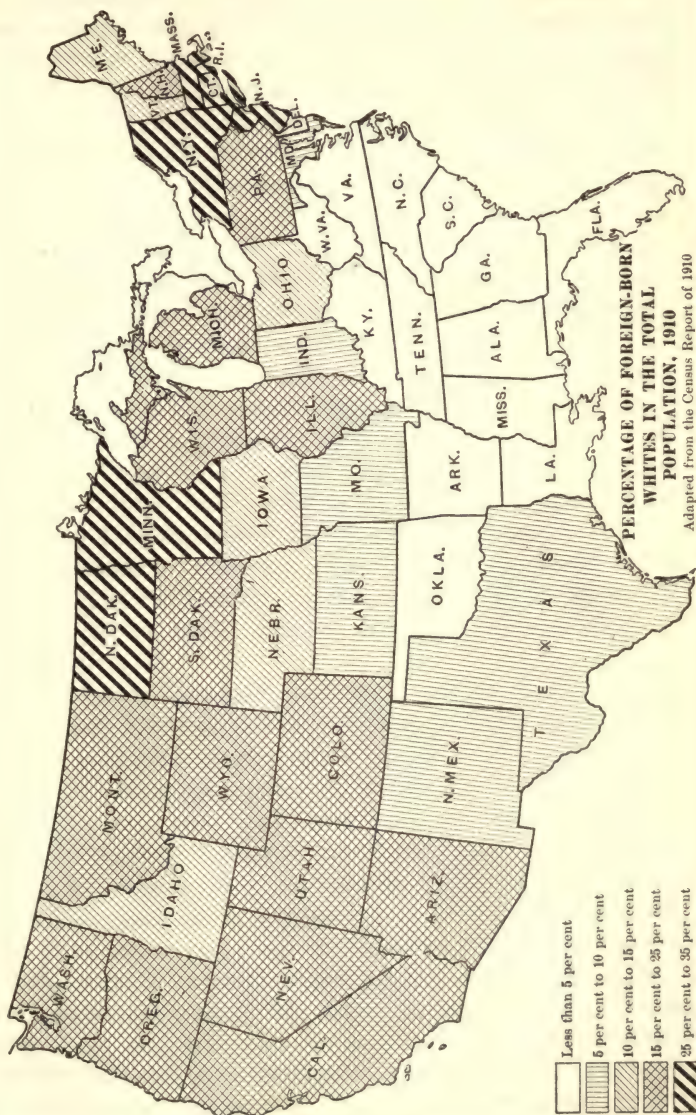 WASH.
OREG.
CAL.
NEV.
IDAHO
MONT.
WYO.
UTAH
COLO
ARIZ.
N.MEX.
N.DAK.
S.DAK.
NEBR.
KANS.
OKLA.
TEXAS
MINN.
IOWA
MO.
ARK.
LA.
WIS.
ILL.
MICH.
IND.
OHIO
KY.
TENN.
MISS.
ALA.
GA.
FLA.
S.C.
N.C.
VA.
W.VA.
MD.
DEL.
PA.
N.J.
N.Y.
CT.
R.I.
MASS.
VT.
N.H.
ME.
PERCENTAGE OF FOREIGN-BORN
WHITES IN THE TOTAL
POPULATION, 1910
Adapted from the Census Report of 1910
Less than 5 per cent
5 per cent to 10 per cent
10 per cent to 15 per cent
15 per cent to 25 per cent
25 per cent to 35 per cent